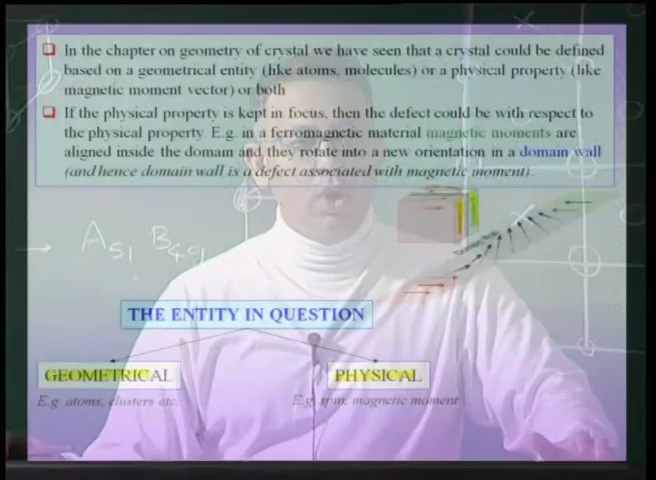 In the chapter on geometry of crystal we have seen that a crystal could be defined
based on a geometrical entity (like atoms, molecules) or a physical property (like
magnetic moment vector) or both
If the physical property is kept in focus, then the defect could be with respect to
the physical property. E.g. in a ferromagnetic material magnetic moments are
aligned inside the domain and they rotate into a new orientation in a domain wall
(and hence domain wall is a defect associated with magnetic moment).
A51 B49
THE ENTITY IN QUESTION
GEOMETRICAL PHYSICAL
E.g. atoms, clusters etc. E.g. spin, magnetic moment